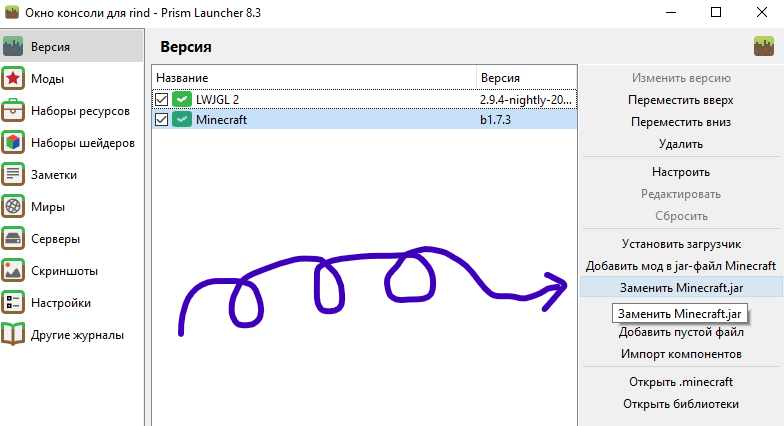 Окно консоли для rind - Prism Launcher 8.3
Версия
Моды
Наборы ресурсов
Наборы шейдеров
Заметки
Миры
Серверы
Скриншоты
Настройки
Другие журналы
Версия
Название Версия
LWJGL 2 2.9.4-nightly-20...
Minecraft b1.7.3
Изменить версию
Переместить вверх
Переместить вниз
Удалить
Настроить
Редактировать
Сбросить
Установить загрузчик
Добавить мод в jar-файл Minecraft
Заменить Minecraft.jar
Заменить Minecraft.jar
Добавить пустой файл
Импорт компонентов
Открыть .minecraft
Открыть библиотеки